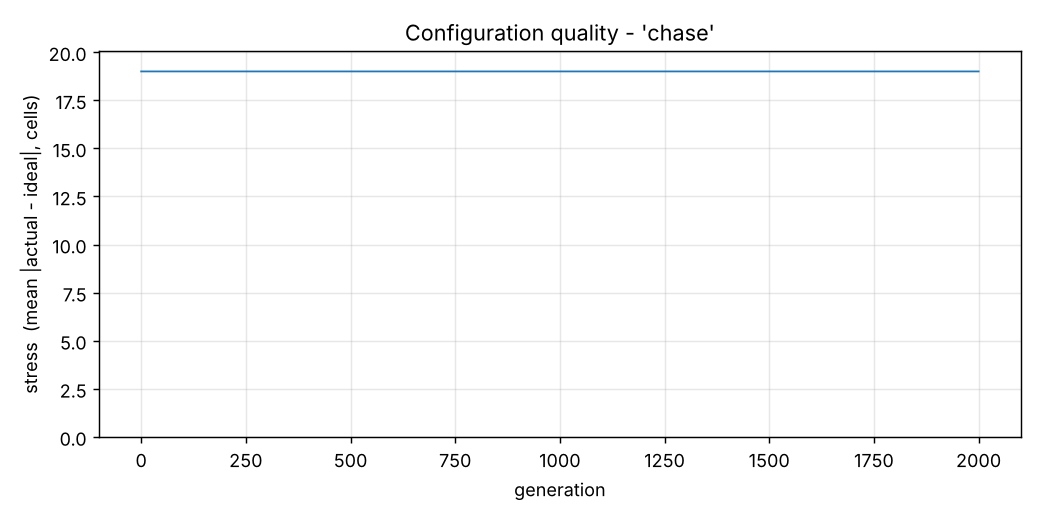 Configuration quality - 'chase'
20.0
17.5
15.0
12.5
10.0
7.5
5.0
2.5
0.0
stress  (mean |actual - ideal|, cells)
0 250 500 750 1000 1250 1500 1750 2000
generation